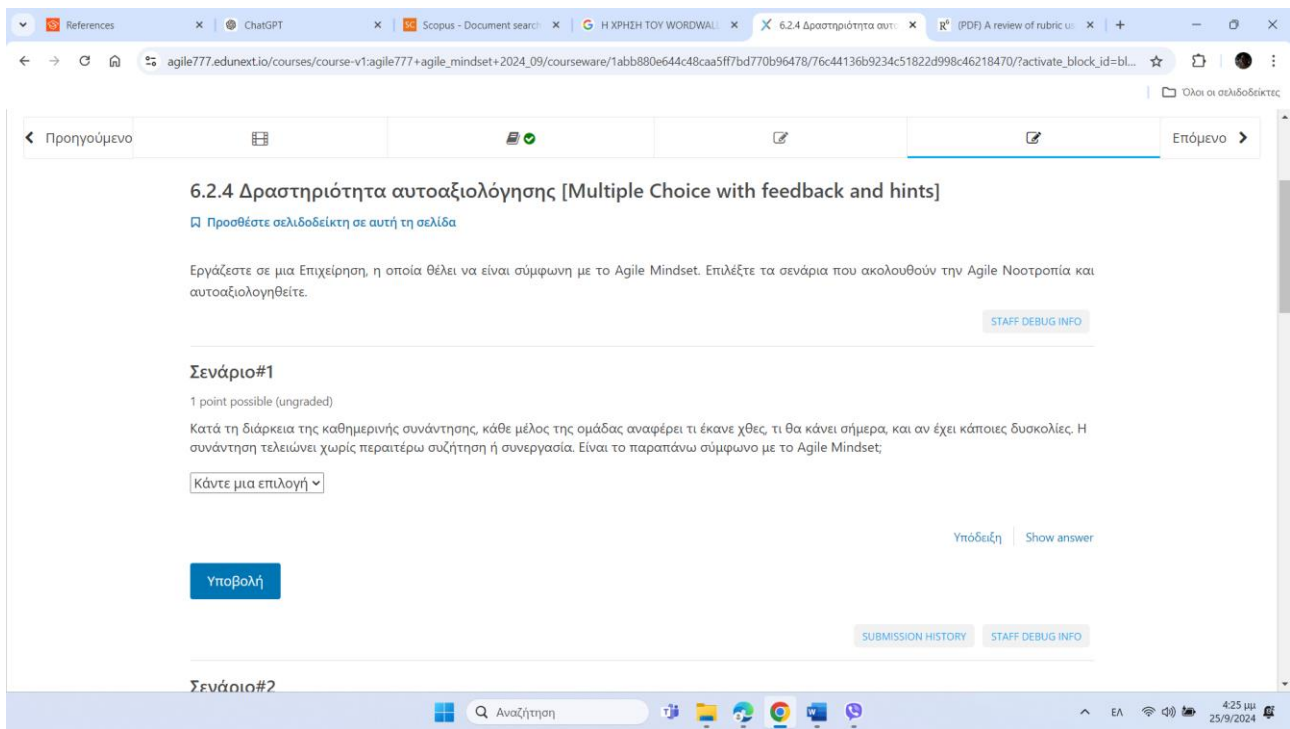 References
ChatGPT
Scopus - Document search
Η ΧΡΗΣΗ ΤΟΥ WORDWALL
6.2.4 Δραστηριότητα αυτο
(PDF) A review of rubric us
agile777.edunext.io/courses/course-v1:agile777+agile_mindset+2024_09/courseware/1abb880e644c48caa5ff7bd770b96478/76c44136b9234c51822d998c46218470/?activate_block_id=bl...
Όλοι οι σελιδοδείκτες
Προηγούμενο
Επόμενο
6.2.4 Δραστηριότητα αυτοαξιολόγησης [Multiple Choice with feedback and hints]
Προσθέστε σελιδοδείκτη σε αυτή τη σελίδα
Εργάζεστε σε μια Επιχείρηση, η οποία θέλει να είναι σύμφωνη με το Agile Mindset. Επιλέξτε τα σενάρια που ακολουθούν την Agile Νοοτροπία και
αυτοαξιολογηθείτε.
STAFF DEBUG INFO
Σενάριο#1
1 point possible (ungraded)
Κατά τη διάρκεια της καθημερινής συνάντησης, κάθε μέλος της ομάδας αναφέρει τι έκανε χθες, τι θα κάνει σήμερα, και αν έχει κάποιες δυσκολίες. Η
συνάντηση τελειώνει χωρίς περαιτέρω συζήτηση ή συνεργασία. Είναι το παραπάνω σύμφωνο με το Agile Mindset;
Κάντε μια επιλογή
Υπόδειξη
Show answer
Υποβολή
SUBMISSION HISTORY
STAFF DEBUG INFO
Σενάριο#2
Αναζήτηση
ΕΛ
4:25 μμ
25/9/2024